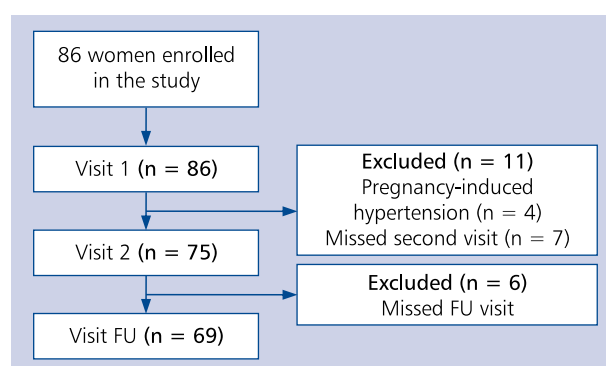 86 women enrolled
in the study
Visit 1 (n = 86)
Excluded (n = 11)
Pregnancy-induced
hypertension (n = 4)
Missed second visit (n = 7)
Visit 2 (n = 75)
Excluded (n = 6)
Missed FU visit
Visit FU (n = 69)